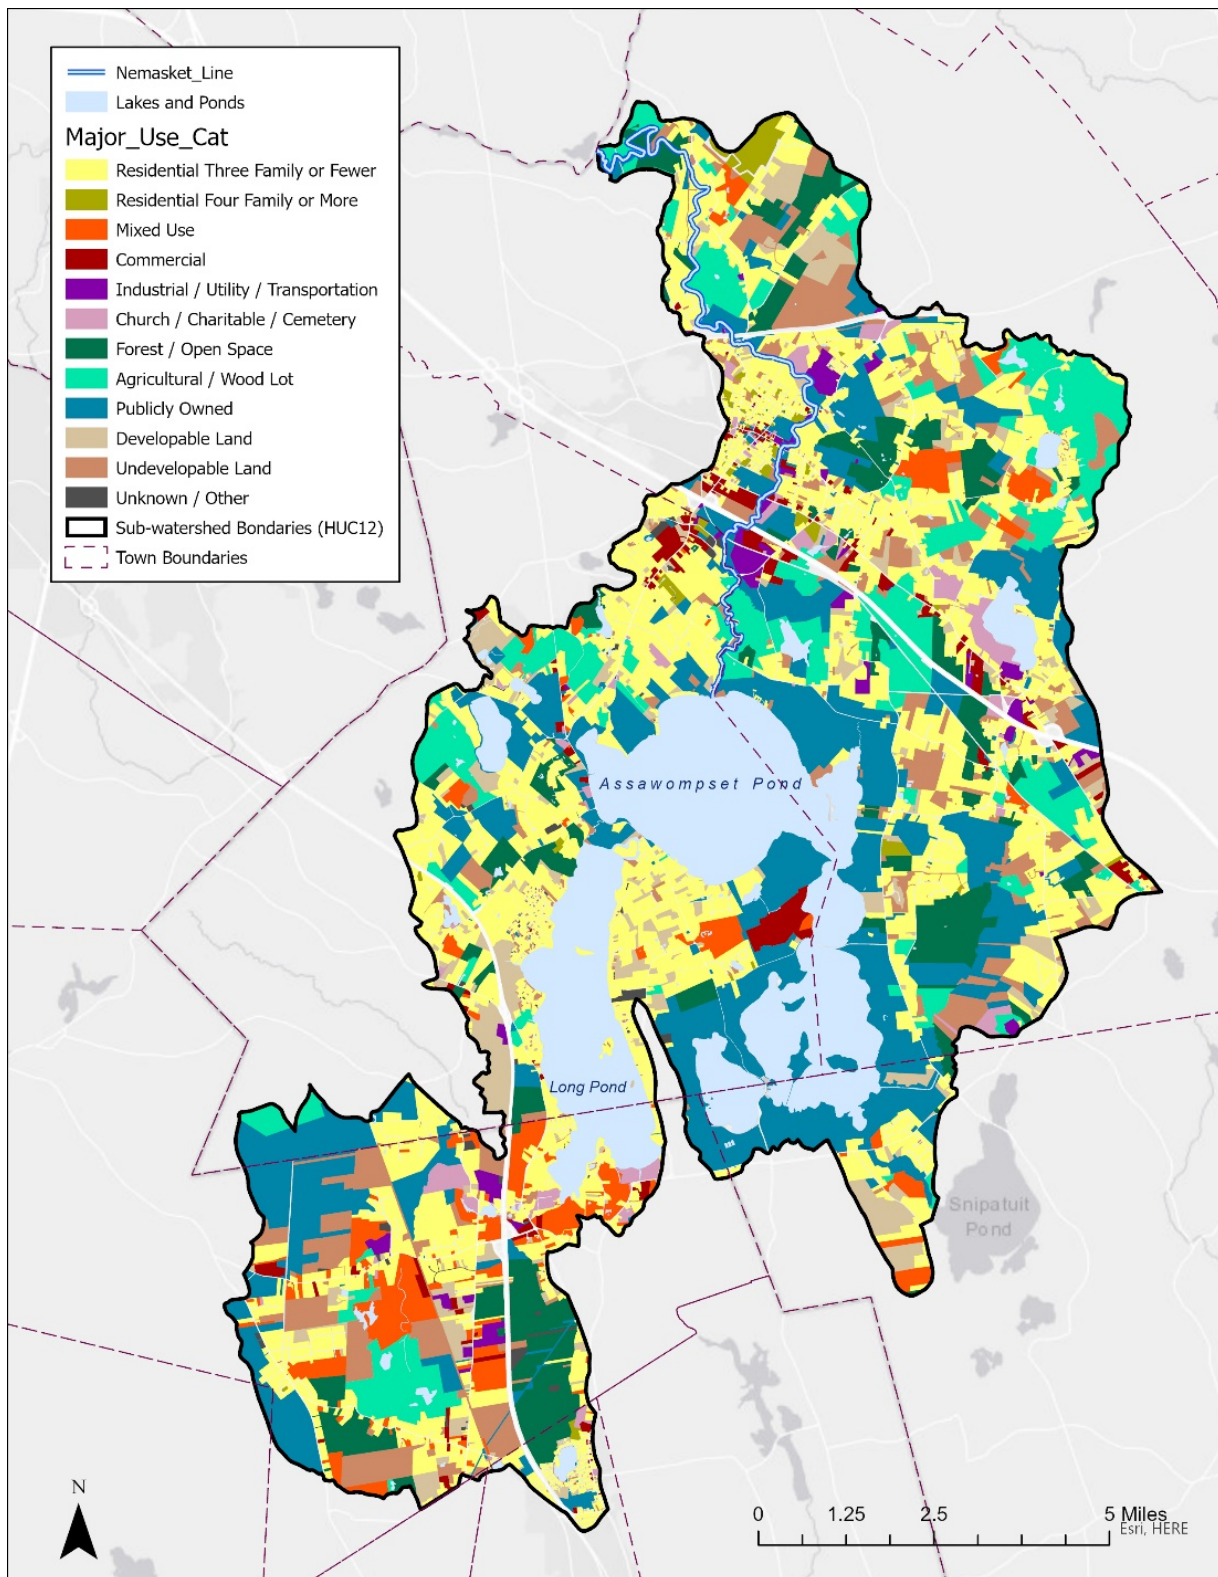 Nemasket_Line
Lakes and Ponds
Major_Use_Cat
Residential Three Family or Fewer
Residential Four Family or More
Mixed Use
Commercial
Industrial / Utility / Transportation
Church / Charitable / Cemetery
Forest / Open Space
Agricultural / Wood Lot
Publicly Owned
Developable Land
Undevelopable Land
Unknown / Other
Sub-watershed Bondaries (HUC12)
Town Boundaries
Assawompset Pond
Long Pond
Snipatuit
Pond
N
0 1.25 2.5 5 Miles
Esri, HERE